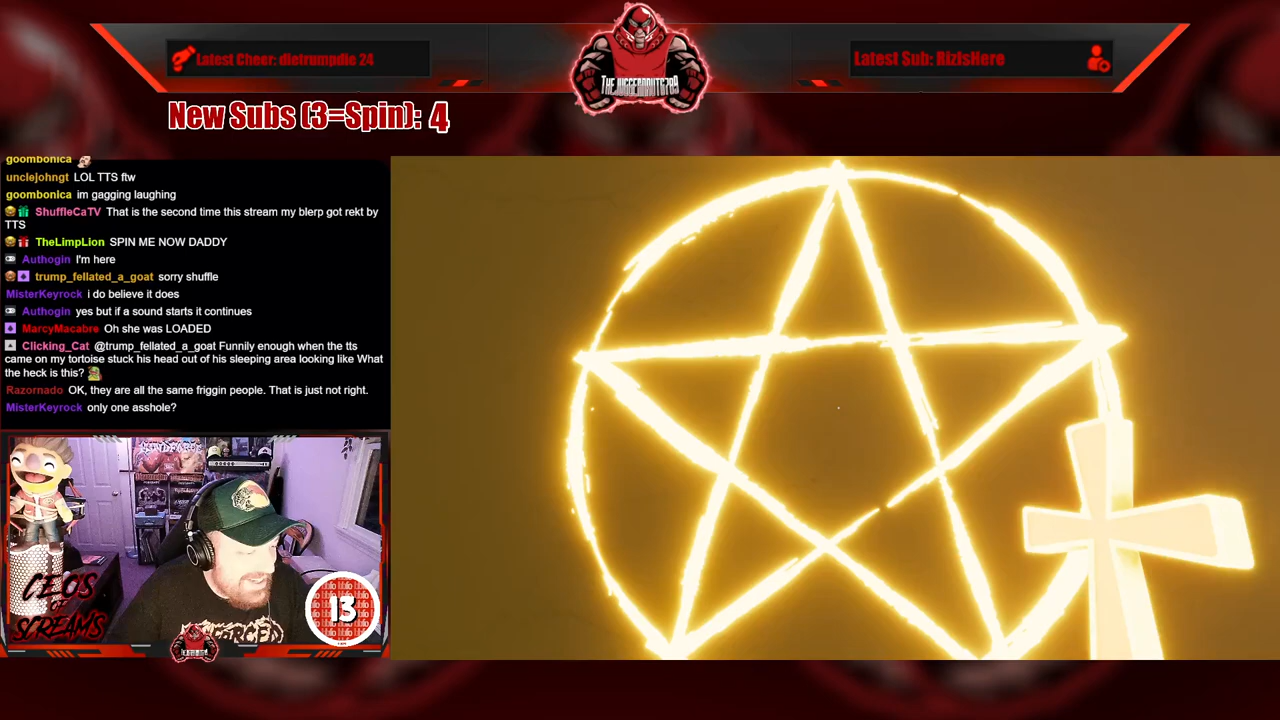 Latest Cheer: dietrumpdie 24
THEJUGGERNAUT6789
Latest Sub: RizIsHere
New Subs (3=Spin): 4
goombonica
unclejohngt LOL TTS ftw
goombonica im gagging laughing
ShuffleCaTV That is the second time this stream my blerp got rekt by
TTS
TheLimpLion SPIN ME NOW DADDY
Authogin I'm here
trump_fellated_a_goat sorry shuffle
MisterKeyrock i do believe it does
Authogin yes but if a sound starts it continues
MarcyMacabre Oh she was LOADED
Clicking_Cat @trump_fellated_a_goat Funnily enough when the tts
came on my tortoise stuck his head out of his sleeping area looking like What
the heck is this?
Razornado OK, they are all the same friggin people. That is just not right.
MisterKeyrock only one asshole?
CEO'S
OF
SCREAMS
13